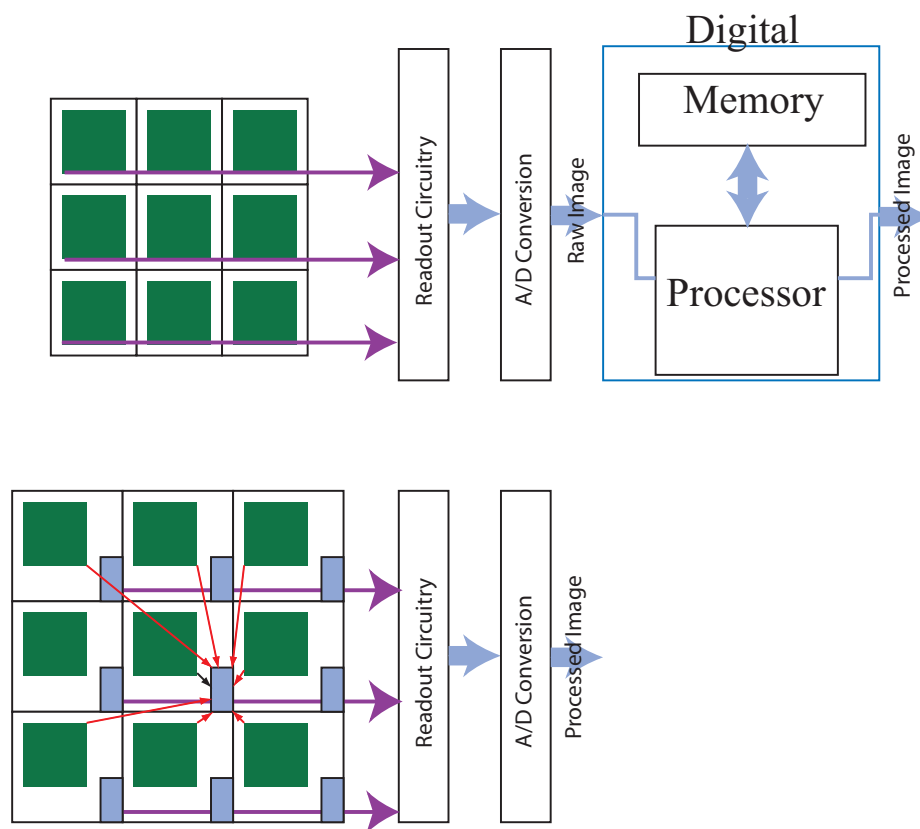 Digital
Memory
Processor
Readout Circuitry
A/D Conversion
Raw Image
Processed Image
Readout Circuitry
A/D Conversion
Processed Image